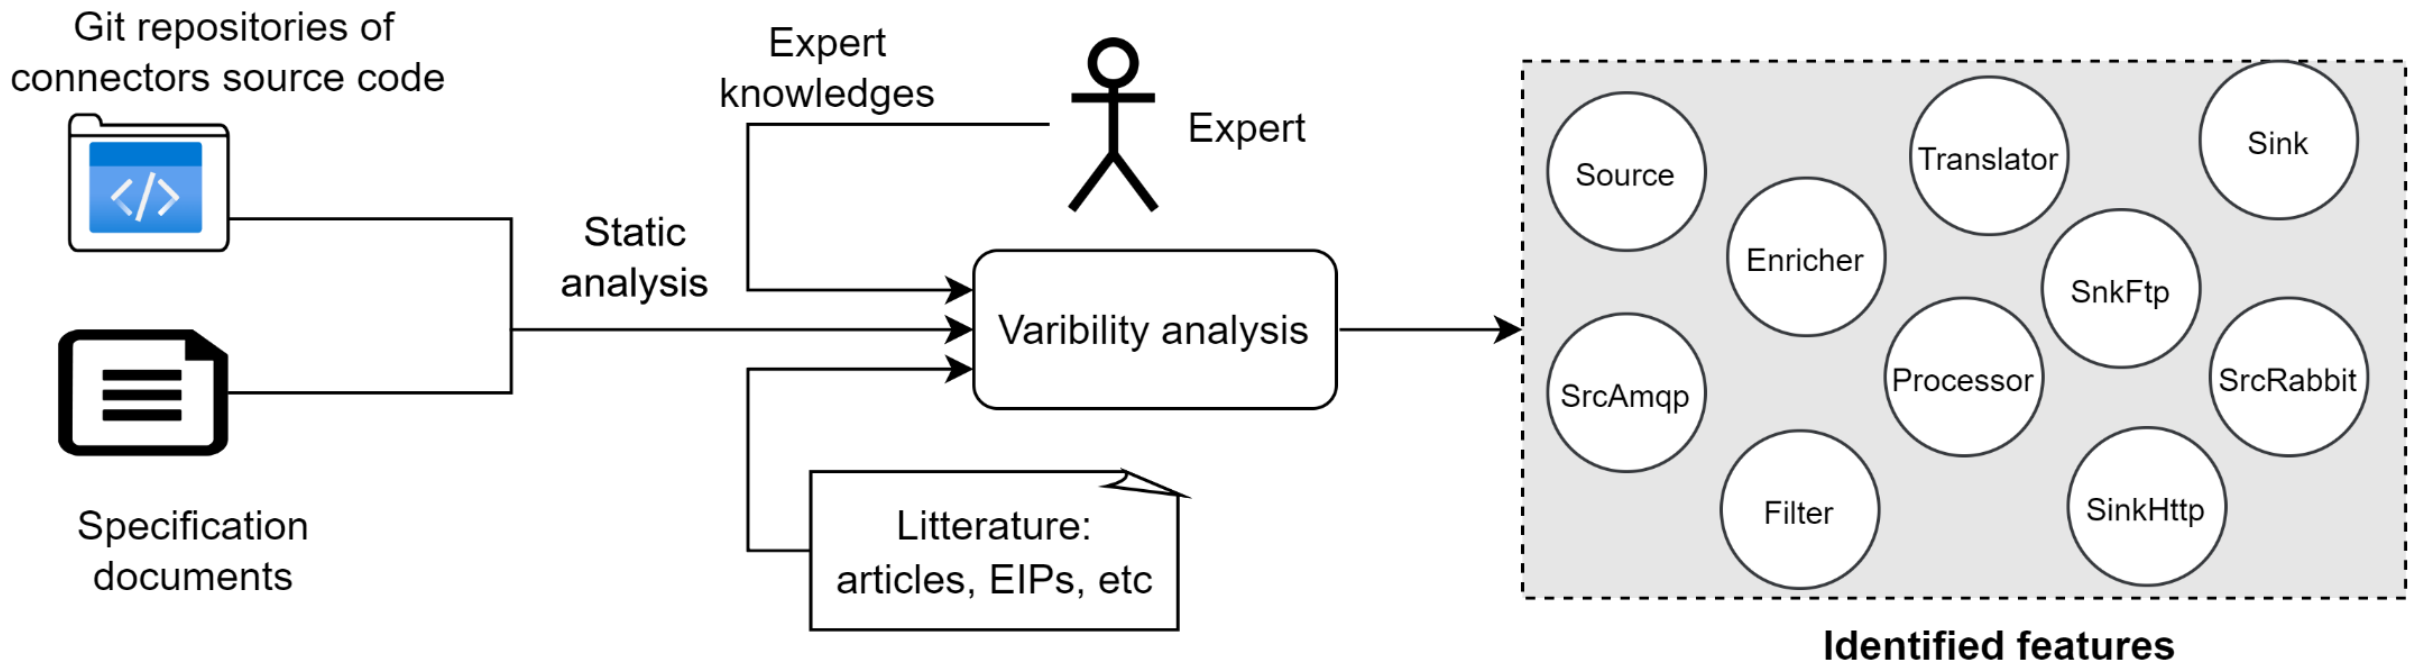 Git repositories of
connectors source code
Specification
documents
Static
analysis
Expert
knowledges
Expert
Varibility analysis
Litterature:
articles, EIPs, etc
Source
Translator
Sink
Enricher
SnkFtp
SrcAmqp
Processor
SrcRabbit
Filter
SinkHttp
Identified features